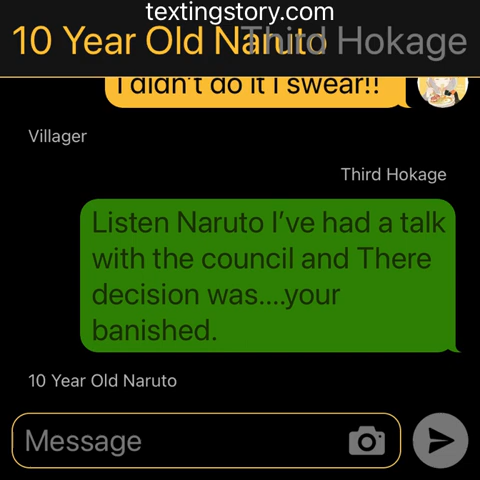 textingstory.com
10 Year Old Naruto Third Hokage
I didn't do it I swear!!
Villager
Third Hokage
Listen Naruto I've had a talk
with the council and There
decision was....your
banished.
10 Year Old Naruto
Message